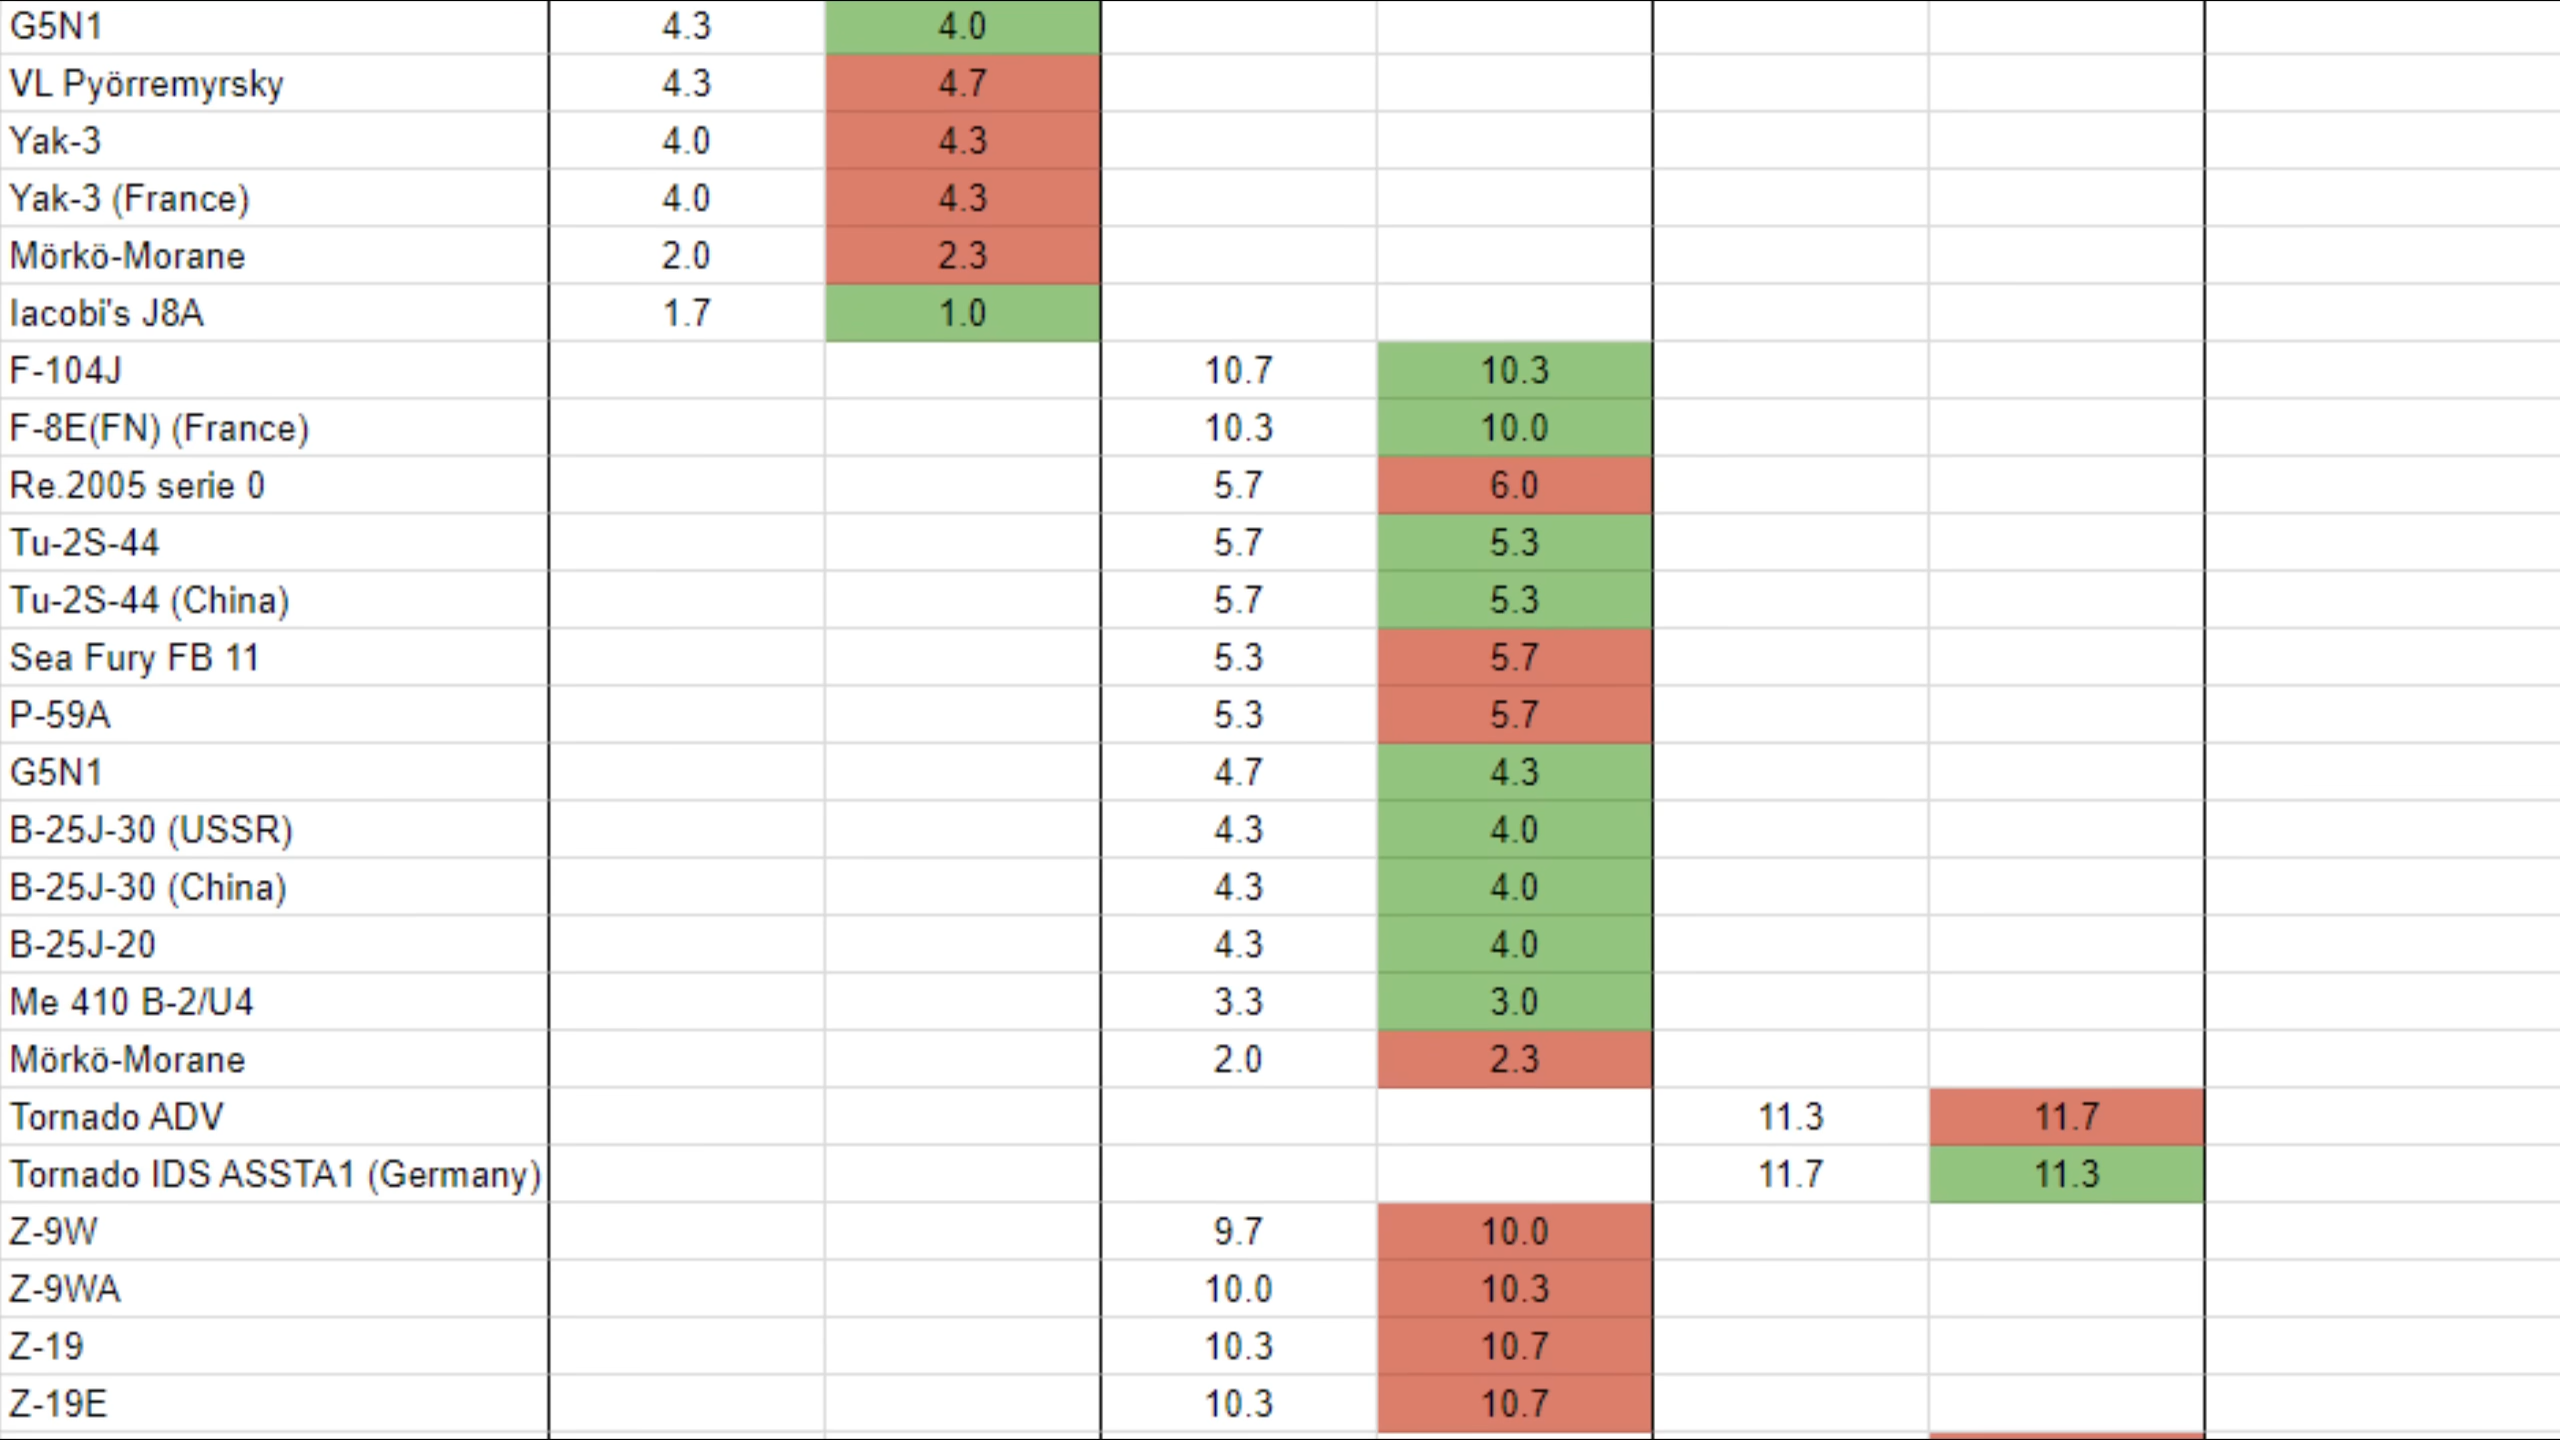 G5N1 4.3 4.0
VL Pyörremyrsky 4.3 4.7
Yak-3 4.0 4.3
Yak-3 (France) 4.0 4.3
Mörkö-Morane 2.0 2.3
Iacobi's J8A 1.7 1.0
F-104J 10.7 10.3
F-8E(FN) (France) 10.3 10.0
Re.2005 serie 0 5.7 6.0
Tu-2S-44 5.7 5.3
Tu-2S-44 (China) 5.7 5.3
Sea Fury FB 11 5.3 5.7
P-59A 5.3 5.7
G5N1 4.7 4.3
B-25J-30 (USSR) 4.3 4.0
B-25J-30 (China) 4.3 4.0
B-25J-20 4.3 4.0
Me 410 B-2/U4 3.3 3.0
Mörkö-Morane 2.0 2.3
Tornado ADV 11.3 11.7
Tornado IDS ASSTA1 (Germany) 11.7 11.3
Z-9W 9.7 10.0
Z-9WA 10.0 10.3
Z-19 10.3 10.7
Z-19E 10.3 10.7